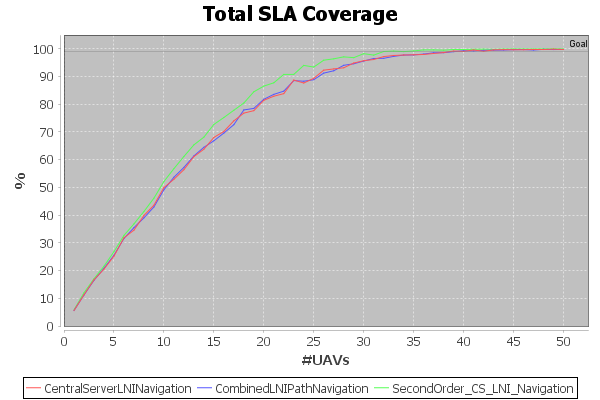 Total SLA Coverage
Goal
100
90
80
70
60
50
40
30
20
10
0
%
0 5 10 15 20 25 30 35 40 45 50
#UAVs
CentralServerLNINavigation CombinedLNIPathNavigation SecondOrder_CS_LNI_Navigation